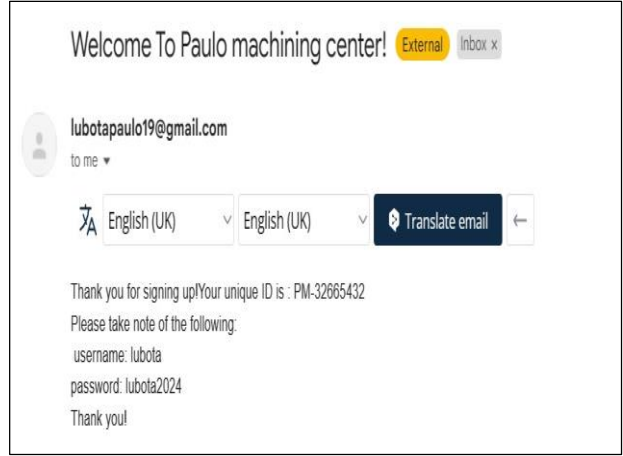 Welcome To Paulo machining center! External Inbox ×
lubotapaulo19@gmail.com
to me
English (UK) English (UK) Translate email
Thank you for signing up!Your unique ID is : PM-32665432
Please take note of the following:
username: lubota
password: lubota2024
Thank you!